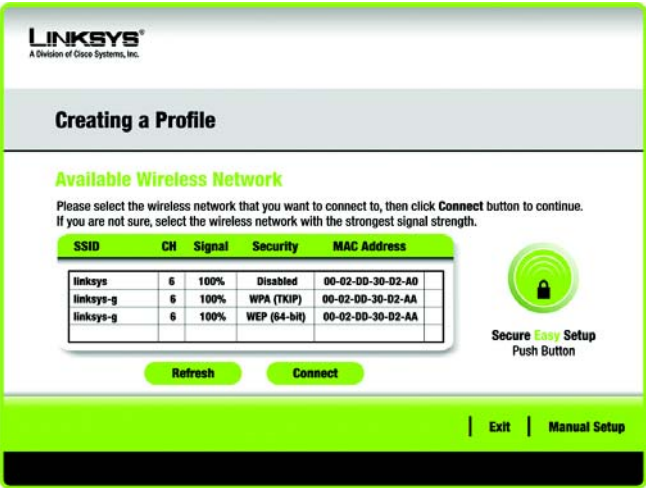 LINKSYS®
A Division of Cisco Systems, Inc.
Creating a Profile
Available Wireless Network
Please select the wireless network that you want to connect to, then click Connect button to continue.
If you are not sure, select the wireless network with the strongest signal strength.
SSID CH Signal Security MAC Address
linksys 6 100% Disabled 00-02-DD-30-D2-A0
linksys-g 6 100% WPA (TKIP) 00-02-DD-30-D2-AA
linksys-g 6 100% WEP (64-bit) 00-02-DD-30-D2-AA
Secure Easy Setup
Push Button
Refresh Connect
Exit Manual Setup